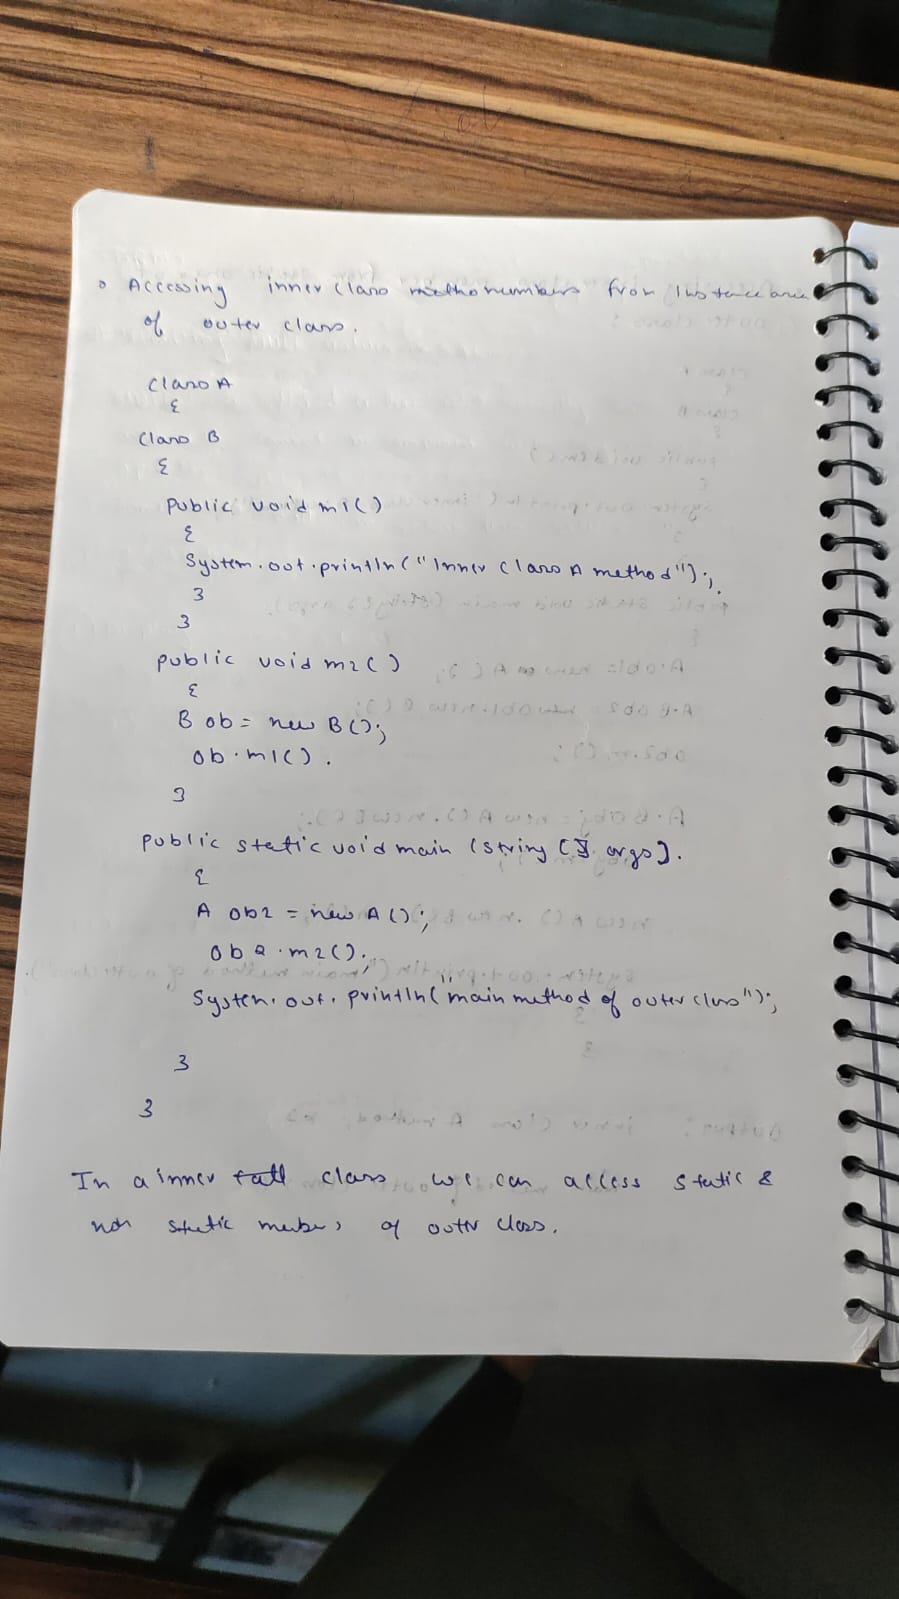 Accessing inner class members from instance area
of outer class.
class A
{
class B
{
public void m1()
{
System.out.println("Inner class A method");
}
}
public void m2()
{
B ob = new B();
ob.m1().
}
public static void main (string [] args).
{
A ob2 = new A();
ob2.m2();
System.out.println("main method of outer class");
}
}
In a inner class we can access static &
non static members of outer class.